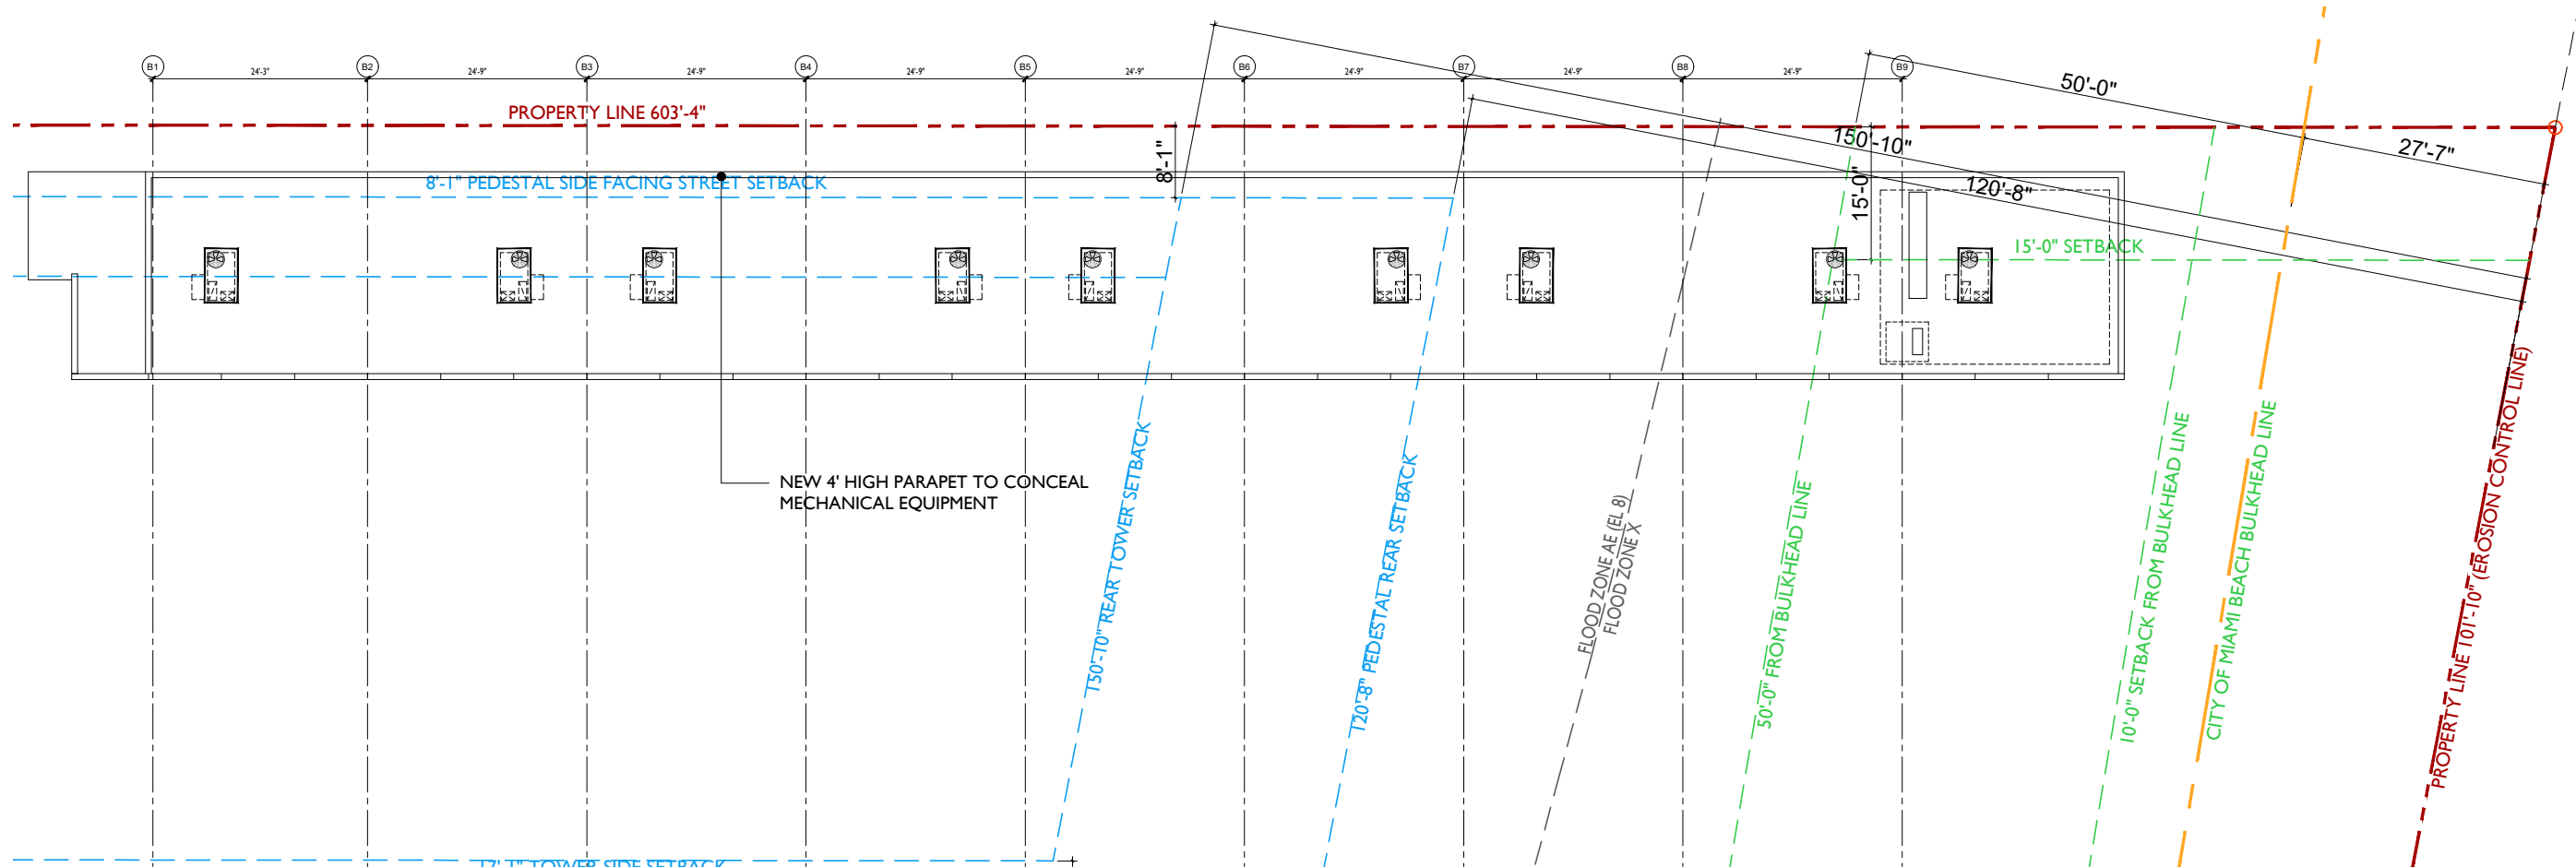 B1
B2
B3
B4
B5
B6
B7
B8
B9
24'-3"
24'-9"
24'-9"
24'-9"
24'-9"
24'-9"
24'-9"
24'-9"
50'-0"
PROPERTY LINE 603'-4"
150'-10"
27'-7"
8'-1"
8'-1" PEDESTAL SIDE FACING STREET SETBACK
15'-0"
120'-8"
15'-0" SETBACK
NEW 4' HIGH PARAPET TO CONCEAL
MECHANICAL EQUIPMENT
150'-10" REAR TOWER SETBACK
120'-8" PEDESTAL REAR SETBACK
FLOOD ZONE AE (EL 8)
FLOOD ZONE X
50'-0" FROM BULKHEAD LINE
10'-0" SETBACK FROM BULKHEAD LINE
CITY OF MIAMI BEACH BULKHEAD LINE
PROPERTY LINE 101'-10" (EROSION CONTROL LINE)
17'-1" TOWER SIDE SETBACK